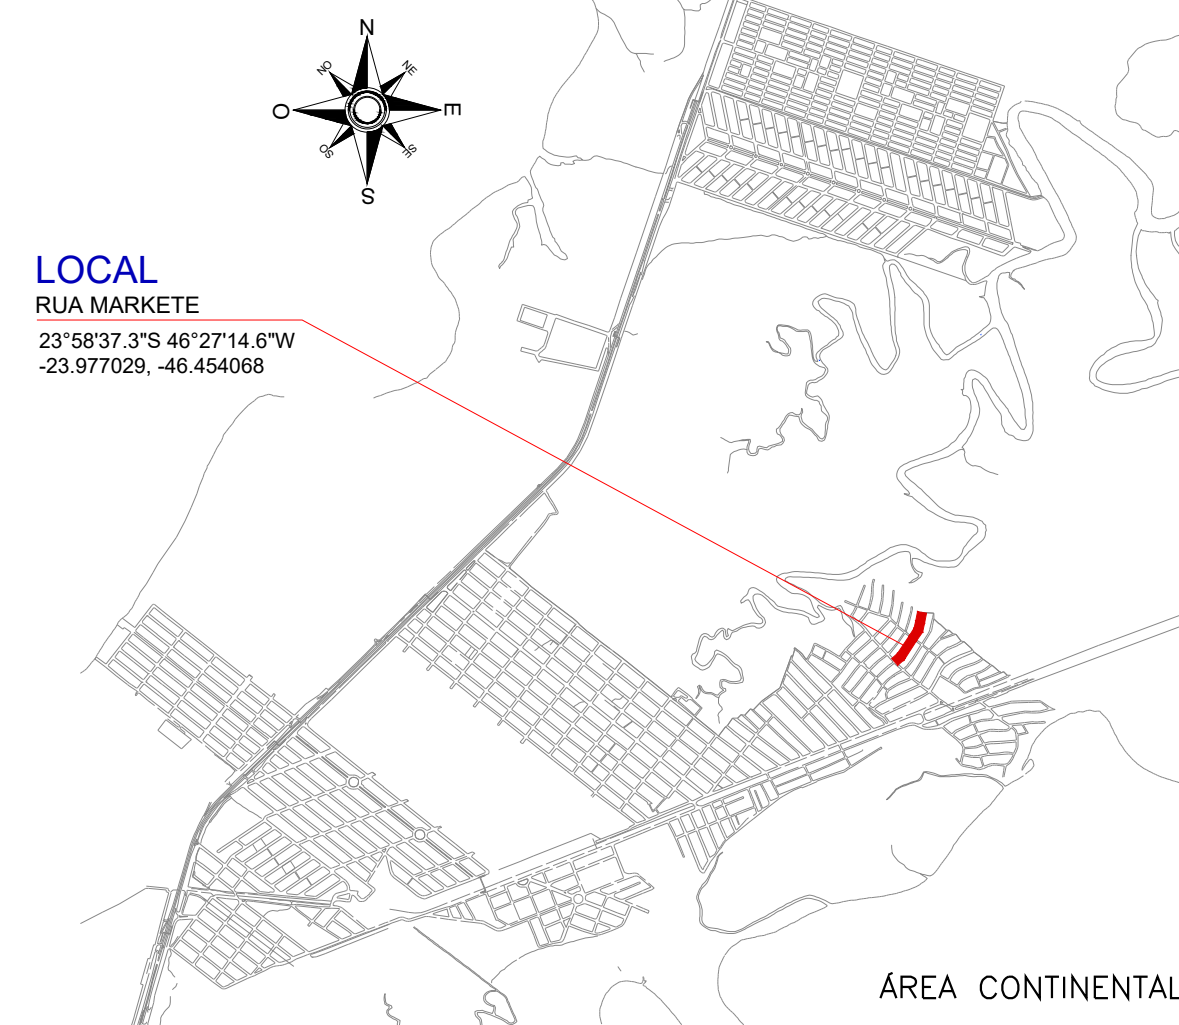 N
NO
NE
O
E
SO
SE
S
LOCAL
RUA MARKETE
23°58'37.3"S 46°27'14.6"W
-23.977029, -46.454068
ÁREA CONTINENTAL